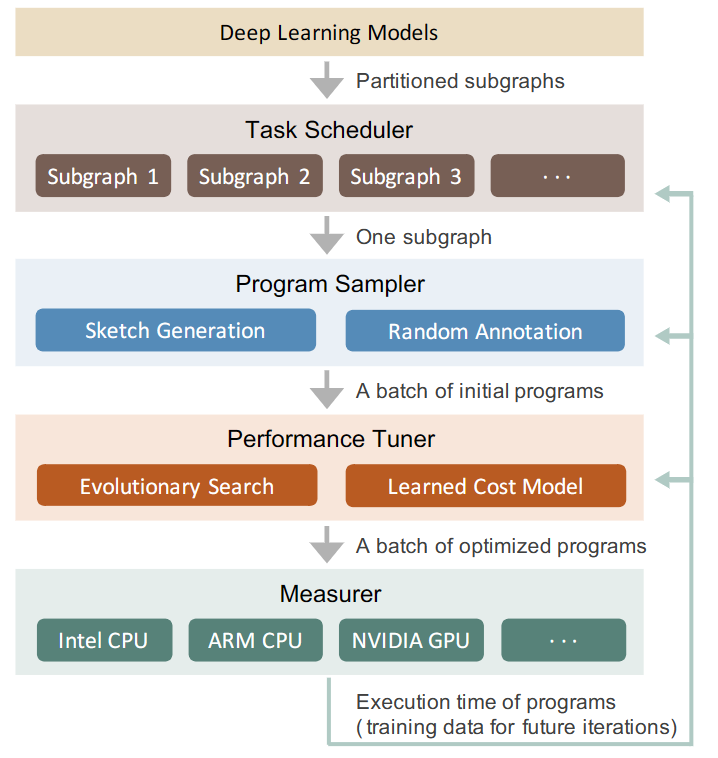 Deep Learning Models
Partitioned subgraphs
Task Scheduler
Subgraph 1
Subgraph 2
Subgraph 3
...
One subgraph
Program Sampler
Sketch Generation
Random Annotation
A batch of initial programs
Performance Tuner
Evolutionary Search
Learned Cost Model
A batch of optimized programs
Measurer
Intel CPU
ARM CPU
NVIDIA GPU
...
Execution time of programs
(training data for future iterations)